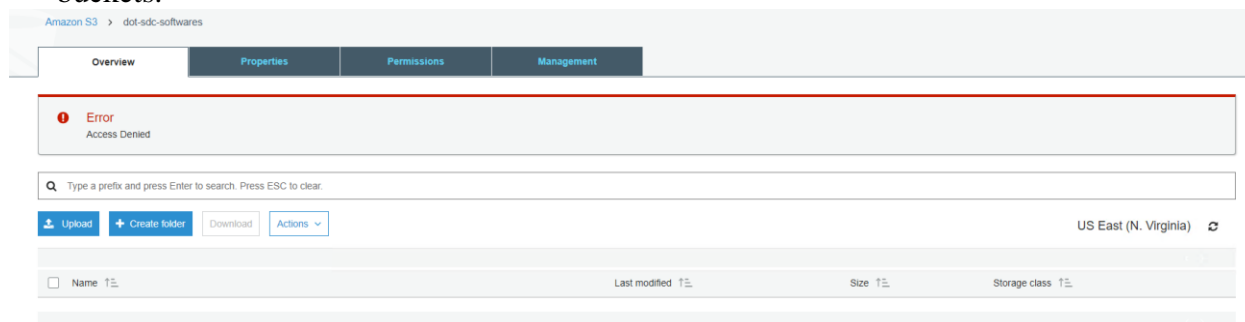 buckets.
Amazon S3 > dot-sdc-softwares
Overview Properties Permissions Management
Error
Access Denied
Type a prefix and press Enter to search. Press ESC to clear.
Upload + Create folder Download Actions
US East (N. Virginia)
Name Last modified Size Storage class